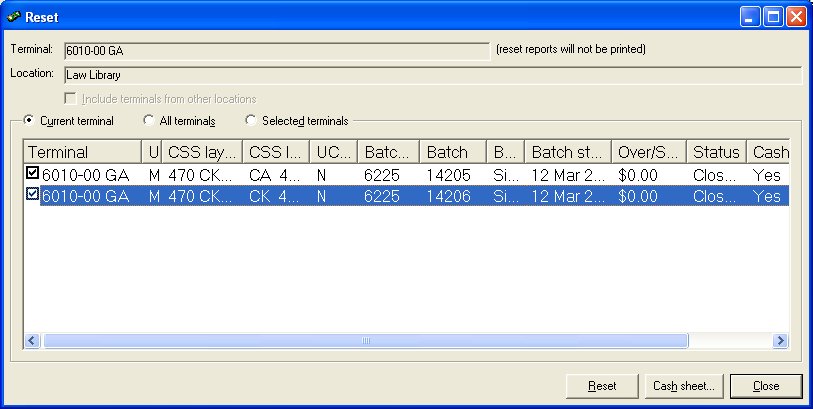 Reset
Terminal: 6010-00 GA (reset reports will not be printed)
Location: Law Library
Include terminals from other locations
Current terminal All terminals Selected terminals
Terminal U CSS lay... CSS l... UC... Batc... Batch B... Batch st... Over/S... Status Cash
6010-00 GA M 470 CK... CA 4... N 6225 14205 Si... 12 Mar 2... $0.00 Clos... Yes
6010-00 GA M 470 CK... CK 4... N 6225 14206 Si... 12 Mar 2... $0.00 Clos... Yes
Reset Cash sheet... Close